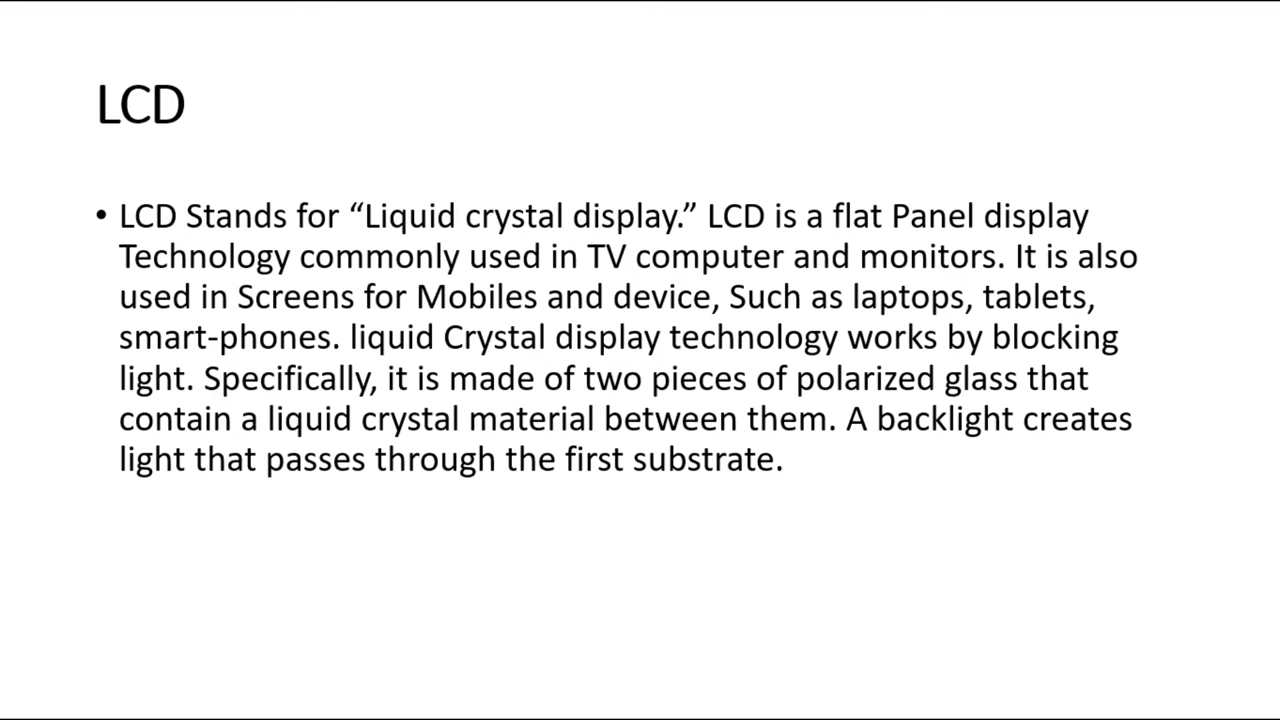 LCD
• LCD Stands for “Liquid crystal display.” LCD is a flat Panel display
Technology commonly used in TV computer and monitors. It is also
used in Screens for Mobiles and device, Such as laptops, tablets,
smart-phones. liquid Crystal display technology works by blocking
light. Specifically, it is made of two pieces of polarized glass that
contain a liquid crystal material between them. A backlight creates
light that passes through the first substrate.